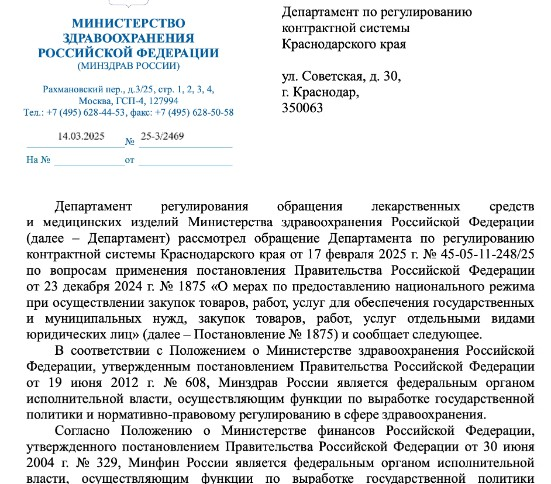 МИНИСТЕРСТВО
ЗДРАВООХРАНЕНИЯ
РОССИЙСКОЙ ФЕДЕРАЦИИ
(МИНЗДРАВ РОССИИ)
Рахмановский пер., д.3/25, стр. 1, 2, 3, 4,
Москва, ГСП-4, 127994
Тел.: +7 (495) 628-44-53, факс: +7 (495) 628-50-58
14.03.2025 № 25-3/2469
На № от
Департамент по регулированию
контрактной системы
Краснодарского края
ул. Советская, д. 30,
г. Краснодар,
350063
Департамент регулирования обращения лекарственных средств
и медицинских изделий Министерства здравоохранения Российской Федерации
(далее – Департамент) рассмотрел обращение Департамента по регулированию
контрактной системы Краснодарского края от 17 февраля 2025 г. № 45-05-11-248/25
по вопросам применения постановления Правительства Российской Федерации
от 23 декабря 2024 г. № 1875 «О мерах по предоставлению национального режима
при осуществлении закупок товаров, работ, услуг для обеспечения государственных
и муниципальных нужд, закупок товаров, работ, услуг отдельными видами
юридических лиц» (далее – Постановление № 1875) и сообщает следующее.
В соответствии с Положением о Министерстве здравоохранения Российской
Федерации, утвержденным постановлением Правительства Российской Федерации
от 19 июня 2012 г. № 608, Минздрав России является федеральным органом
исполнительной власти, осуществляющим функции по выработке государственной
политики и нормативно-правовому регулированию в сфере здравоохранения.
Согласно Положению о Министерстве финансов Российской Федерации,
утвержденного постановлением Правительства Российской Федерации от 30 июня
2004 г. № 329, Минфин России является федеральным органом исполнительной
власти, осуществляющим функции по выработке государственной политики